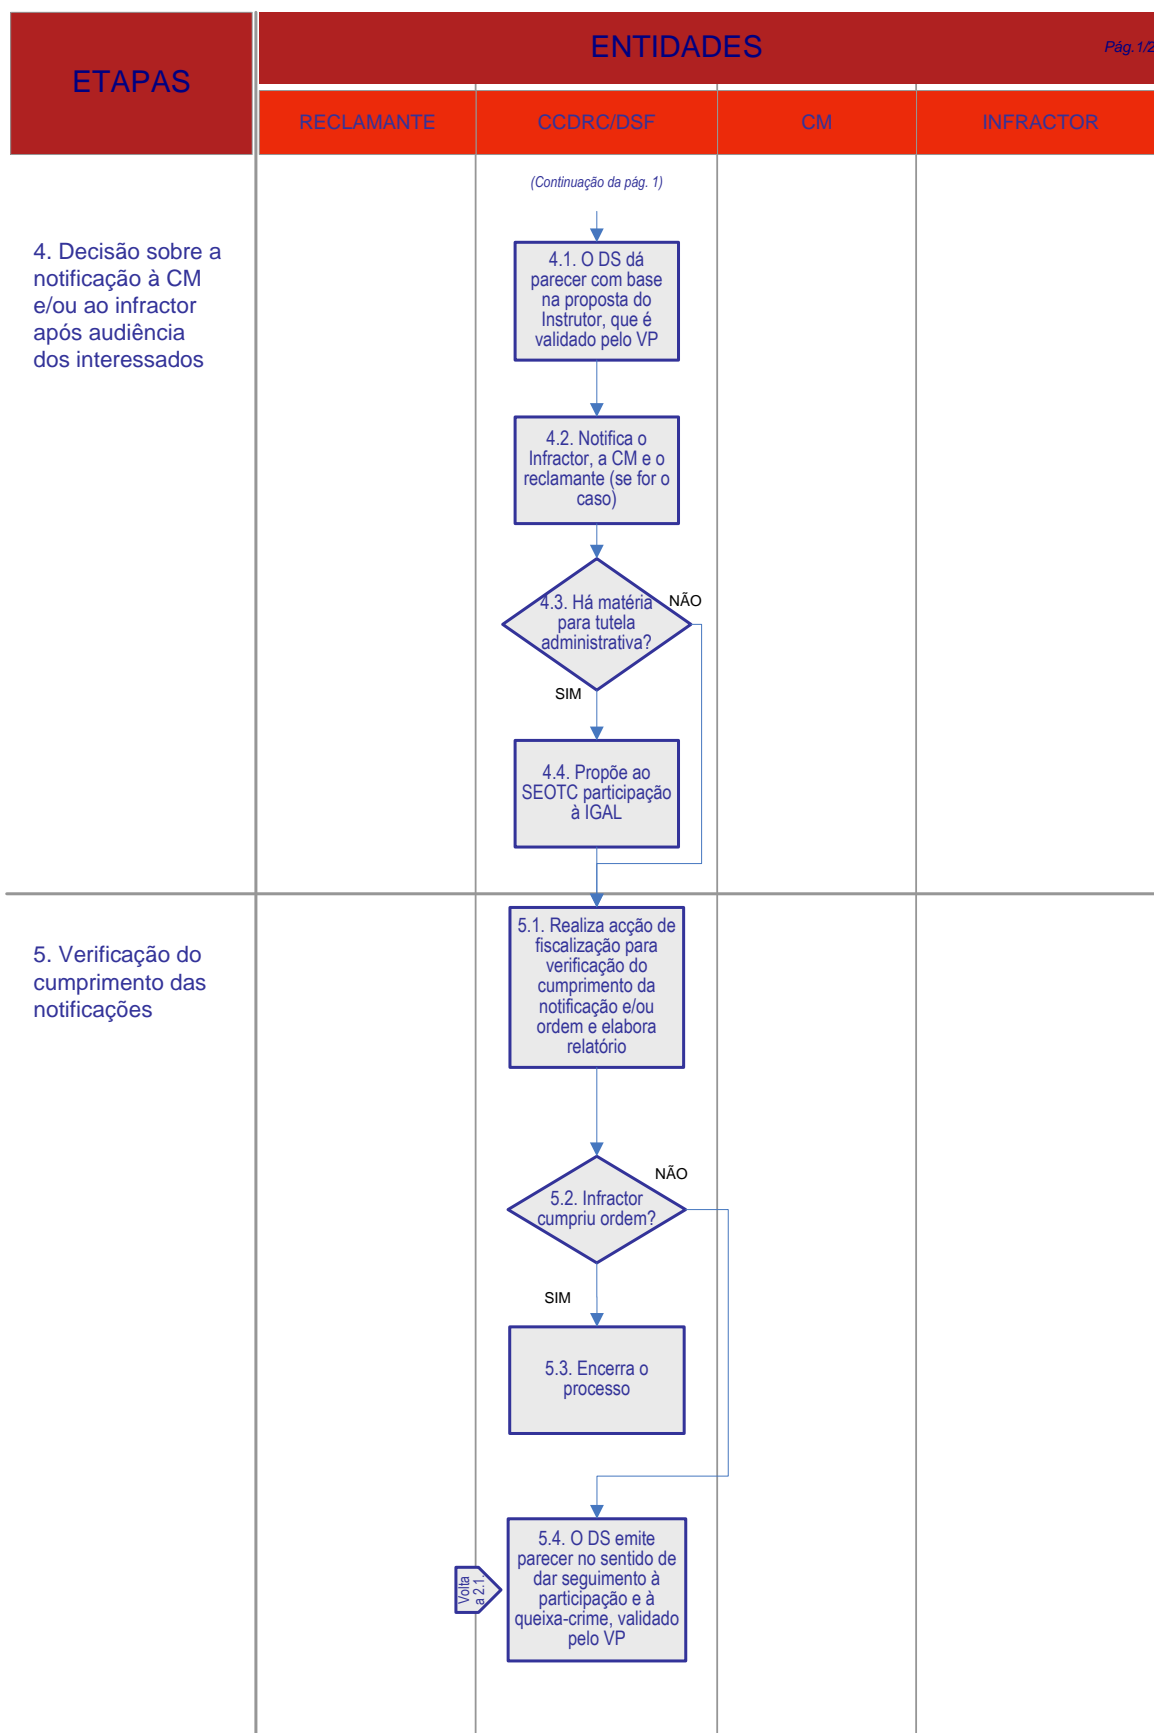 ETAPAS
ENTIDADES
Pág.1/2
RECLAMANTE
CCDRC/DSF
CM
INFRACTOR
(Continuação da pág. 1)
4. Decisão sobre a
notificação à CM
e/ou ao infractor
após audiência
dos interessados
4.1. O DS dá
parecer com base
na proposta do
Instrutor, que é
validado pelo VP
4.2. Notifica o
Infractor, a CM e o
reclamante (se for o
caso)
4.3. Há matéria
para tutela
administrativa?
NÃO
SIM
4.4. Propõe ao
SEOTC participação
à IGAL
5. Verificação do
cumprimento das
notificações
5.1. Realiza acção de
fiscalização para
verificação do
cumprimento da
notificação e/ou
ordem e elabora
relatório
5.2. Infractor
cumpriu ordem?
NÃO
SIM
5.3. Encerra o
processo
Volta
a 2.1.
5.4. O DS emite
parecer no sentido de
dar seguimento à
participação e à
queixa-crime, validado
pelo VP